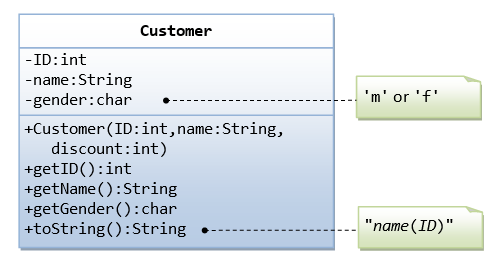 Customer
-ID:int
-name:String
-gender:char
'm' or 'f'
+Customer(ID:int,name:String,
discount:int)
+getID():int
+getName():String
+getGender():char
+toString():String
"name(ID)"